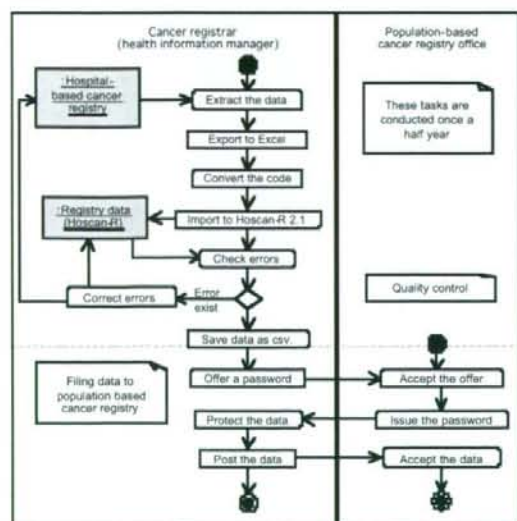 Cancer registrar
(health information manager)
Population-based
cancer registry office
:Hospital-
based cancer
registry
Extract the data
These tasks are
conducted once a
half year
Export to Excel
Convert the code
:Registry data
(Hoscan-R)
Import to Hoscan-R 2.1
Check errors
Correct errors
Error
exist
Quality control
Save data as csv.
Filing data to
population based
cancer registry
Offer a password
Accept the offer
Protect the data
Issue the password
Post the data
Accept the data